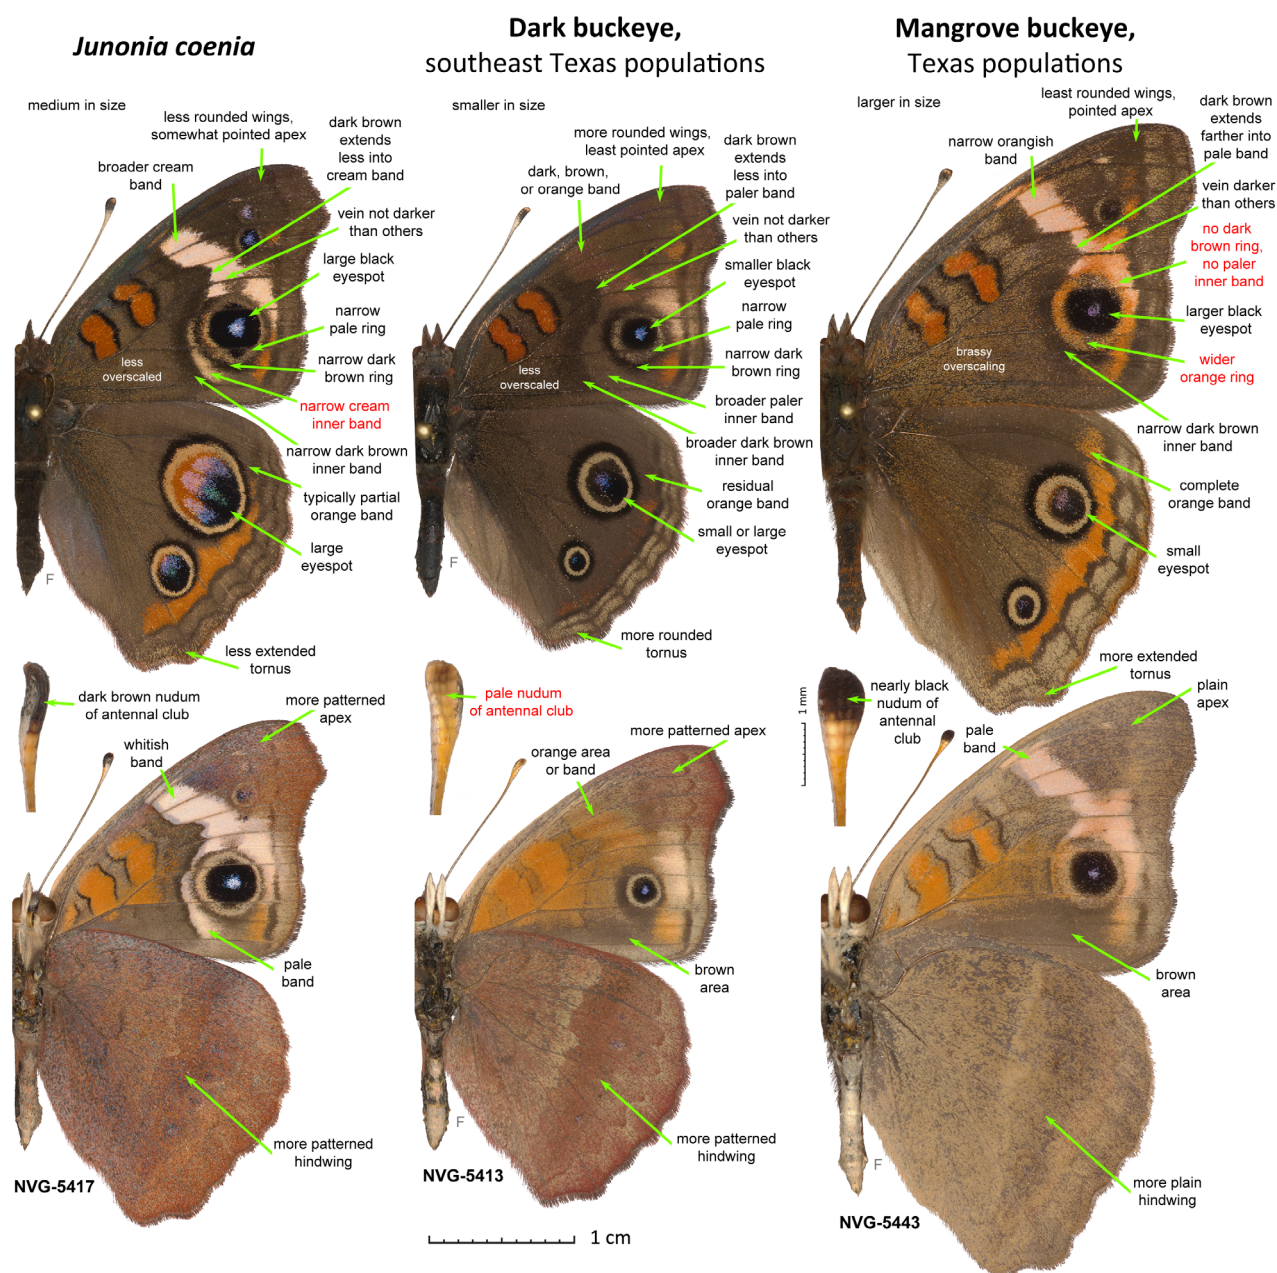 Junonia coenia
medium in size
less rounded wings,
somewhat pointed apex
dark brown
extends
less into
cream band
broader cream
band
vein not darker
than others
large black
eyespot
narrow
pale ring
less
overscaled
narrow dark
brown ring
narrow cream
inner band
narrow dark brown
inner band
typically partial
orange band
large
eyespot
F
less extended
tornus
dark brown nudum
of antennal club
more patterned
apex
whitish
band
pale
band
more patterned
hindwing
NVG-5417
Dark buckeye,
southeast Texas populations
smaller in size
more rounded wings,
least pointed apex
dark brown
extends
less into
paler band
dark, brown,
or orange band
vein not darker
than others
smaller black
eyespot
narrow
pale ring
less
overscaled
narrow dark
brown ring
broader paler
inner band
broader dark brown
inner band
residual
orange band
small or large
eyespot
F
more rounded
tornus
pale nudum
of antennal club
more patterned apex
orange area
or band
brown
area
F
more patterned
hindwing
NVG-5413
1 cm
Mangrove buckeye,
Texas populations
larger in size
least rounded wings,
pointed apex
dark brown
extends
farther into
pale band
narrow orangish
band
vein darker
than others
no dark
brown ring,
no paler
inner band
larger black
eyespot
brassy
overscaling
wider
orange ring
narrow dark brown
inner band
complete
orange band
small
eyespot
more extended
tornus
1 mm
nearly black
nudum of
antennal
club
plain
apex
pale
band
brown
area
F
more plain
hindwing
NVG-5443